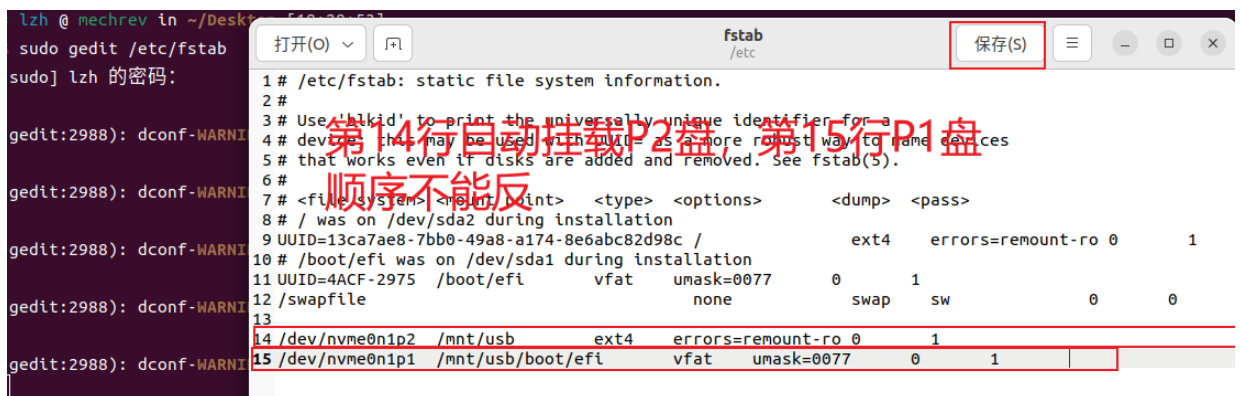 lzh @ mechrev in ~/Desktop [10:20:53]
sudo gedit /etc/fstab
sudo] lzh 的密码：
gedit:2988): dconf-WARNI
gedit:2988): dconf-WARNI
gedit:2988): dconf-WARNI
gedit:2988): dconf-WARNI
gedit:2988): dconf-WARNI
打开(O)
fstab
/etc
保存(S)
1 # /etc/fstab: static file system information.
2 #
3 # Use 'blkid' to print the universally unique identifier for a
4 # device; this may be used with UUID= as a more robust way to name devices
5 # that works even if disks are added and removed. See fstab(5).
6 #
7 # <file system> <mount point> <type> <options> <dump> <pass>
8 # / was on /dev/sda2 during installation
9 UUID=13ca7ae8-7bb0-49a8-a174-8e6abc82d98c / ext4 errors=remount-ro 0 1
10 # /boot/efi was on /dev/sda1 during installation
11 UUID=4ACF-2975 /boot/efi vfat umask=0077 0 1
12 /swapfile none swap sw 0 0
13
14 /dev/nvme0n1p2 /mnt/usb ext4 errors=remount-ro 0 1
15 /dev/nvme0n1p1 /mnt/usb/boot/efi vfat umask=0077 0 1
第14行自动挂载P2盘，第15行P1盘
顺序不能反